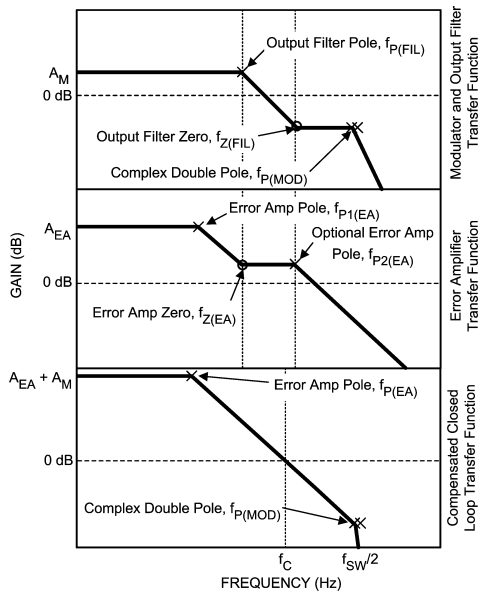 Output Filter Pole, fP(FIL)
AM
0 dB
Output Filter Zero, fZ(FIL)
Complex Double Pole, fP(MOD)
Modulator and Output Filter
Transfer Function
Error Amp Pole, fP1(EA)
AEA
Optional Error Amp
Pole, fP2(EA)
0 dB
Error Amp Zero, fZ(EA)
Error Amplifier
Transfer Function
GAIN (dB)
AEA + AM
Error Amp Pole, fP(EA)
0 dB
Complex Double Pole, fP(MOD)
Compensated Closed
Loop Transfer Function
fC
fSW/2
FREQUENCY (Hz)